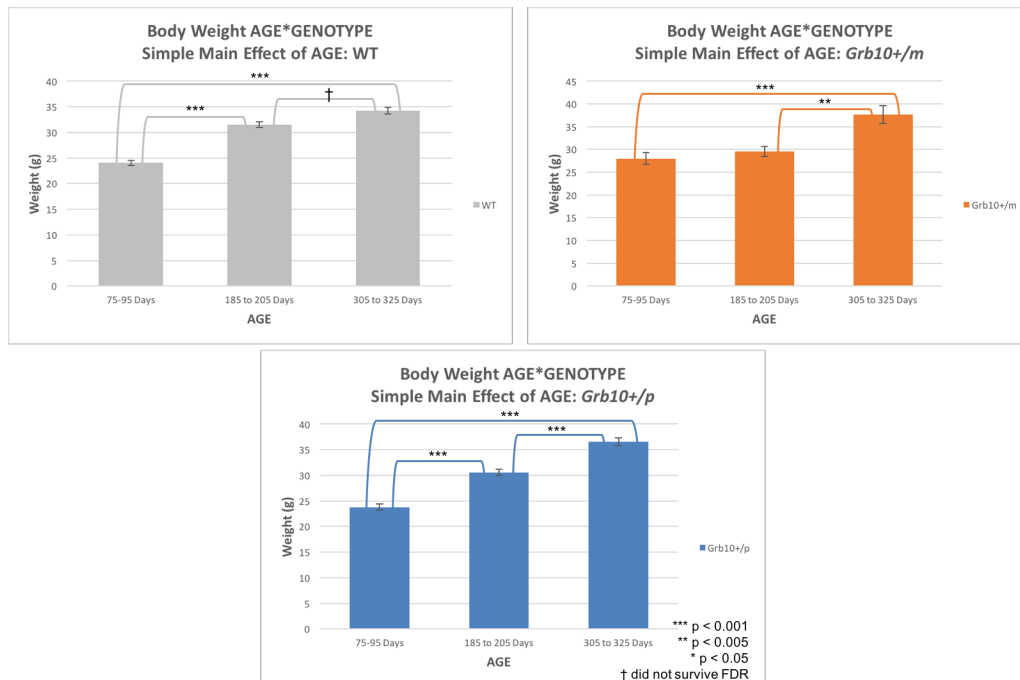 Body Weight AGE*GENOTYPE
Simple Main Effect of AGE: WT
***
***
†
40
35
30
25
20
15
10
5
0
Weight (g)
75-95 Days
185 to 205 Days
305 to 325 Days
AGE
WT
Body Weight AGE*GENOTYPE
Simple Main Effect of AGE: Grb10+/m
***
**
45
40
35
30
25
20
15
10
5
0
Weight (g)
75-95 Days
185 to 205 Days
305 to 325 Days
AGE
Grb10+/m
Body Weight AGE*GENOTYPE
Simple Main Effect of AGE: Grb10+/p
***
***
***
40
35
30
25
20
15
10
5
0
Weight (g)
75-95 Days
185 to 205 Days
305 to 325 Days
AGE
Grb10+/p
*** p < 0.001
** p < 0.005
* p < 0.05
† did not survive FDR